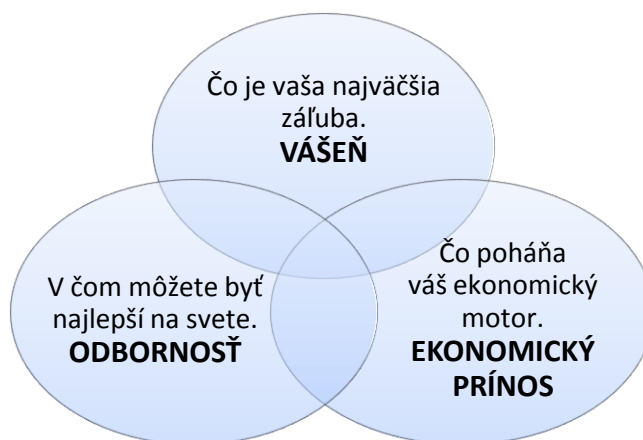 Čo je vaša najväčšia
záľuba.
VÁŠEŇ
V čom môžete byť
najlepší na svete.
ODBORNOSŤ
Čo poháňa
váš ekonomický
motor.
EKONOMICKÝ
PRÍNOS